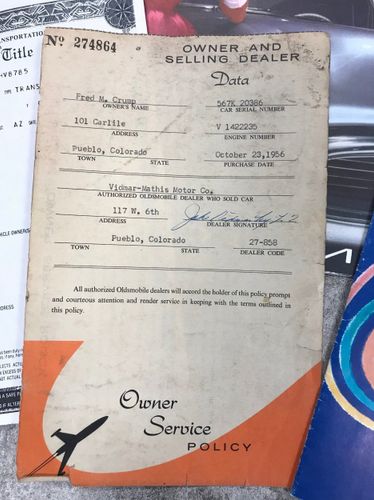 Nº 274864
OWNER AND
SELLING DEALER
Data
Fred M. Crump
OWNER'S NAME
567K 20386
CAR SERIAL NUMBER
101 Carlile
ADDRESS
V 1422235
ENGINE NUMBER
Pueblo, Colorado
TOWN STATE
October 23,1956
PURCHASE DATE
Vidmar-Mathis Motor Co.
AUTHORIZED OLDSMOBILE DEALER WHO SOLD CAR
117 W. 6th
ADDRESS
DEALER SIGNATURE
Pueblo, Colorado
TOWN STATE
27-858
DEALER CODE
All authorized Oldsmobile dealers will accord the holder of this policy prompt
and courteous attention and render service in keeping with the terms outlined in
this policy.
Owner
Service
POLICY
Title
TYPE TRANS
AZ